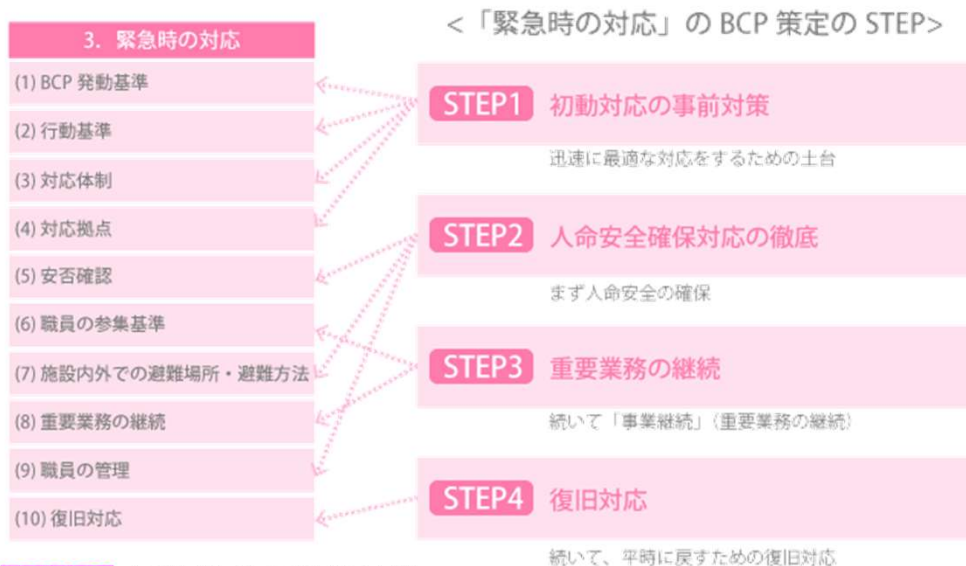 <「緊急時の対応」の BCP 策定の STEP>
3. 緊急時の対応
(1) BCP 発動基準
(2) 行動基準
(3) 対応体制
(4) 対応拠点
(5) 安否確認
(6) 職員の参集基準
(7) 施設内外での避難場所・避難方法
(8) 重要業務の継続
(9) 職員の管理
(10) 復旧対応
STEP1 初動対応の事前対策
迅速に最適な対応をするための土台
STEP2 人命安全確保対応の徹底
まず人命安全の確保
STEP3 重要業務の継続
続いて「事業継続」(重要業務の継続)
STEP4 復旧対応
続いて、平時に戻すための復旧対応